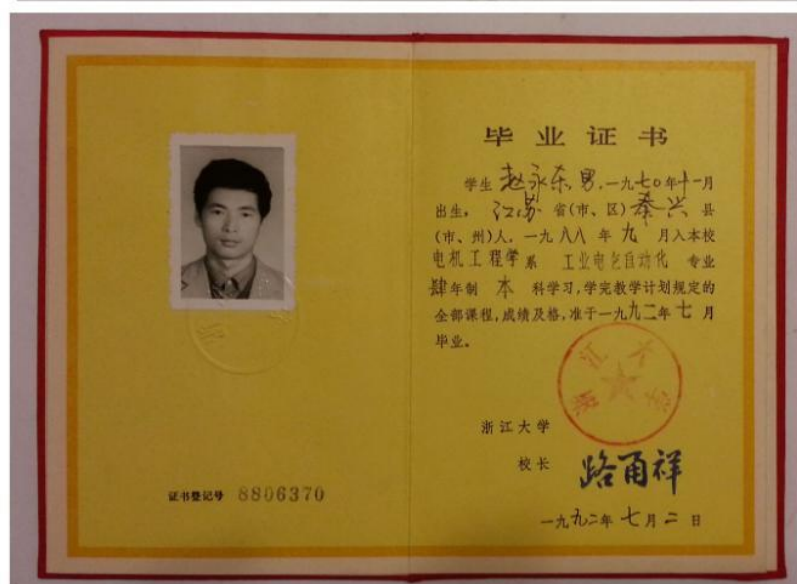 证书登记号 8806370
毕业证书
学生 赵永东 男,一九七〇年十一月
出生, 江苏 省(市、区) 泰兴 县
(市、州)人,一九八八年 九 月入本校
电机工程学系 工业电气自动化 专业
肆年制 本 科学习,学完教学计划规定的
全部课程,成绩及格,准于一九九二年七月
毕业。
浙江大学
浙江大学
校长 路甬祥
一九九二年七月二日